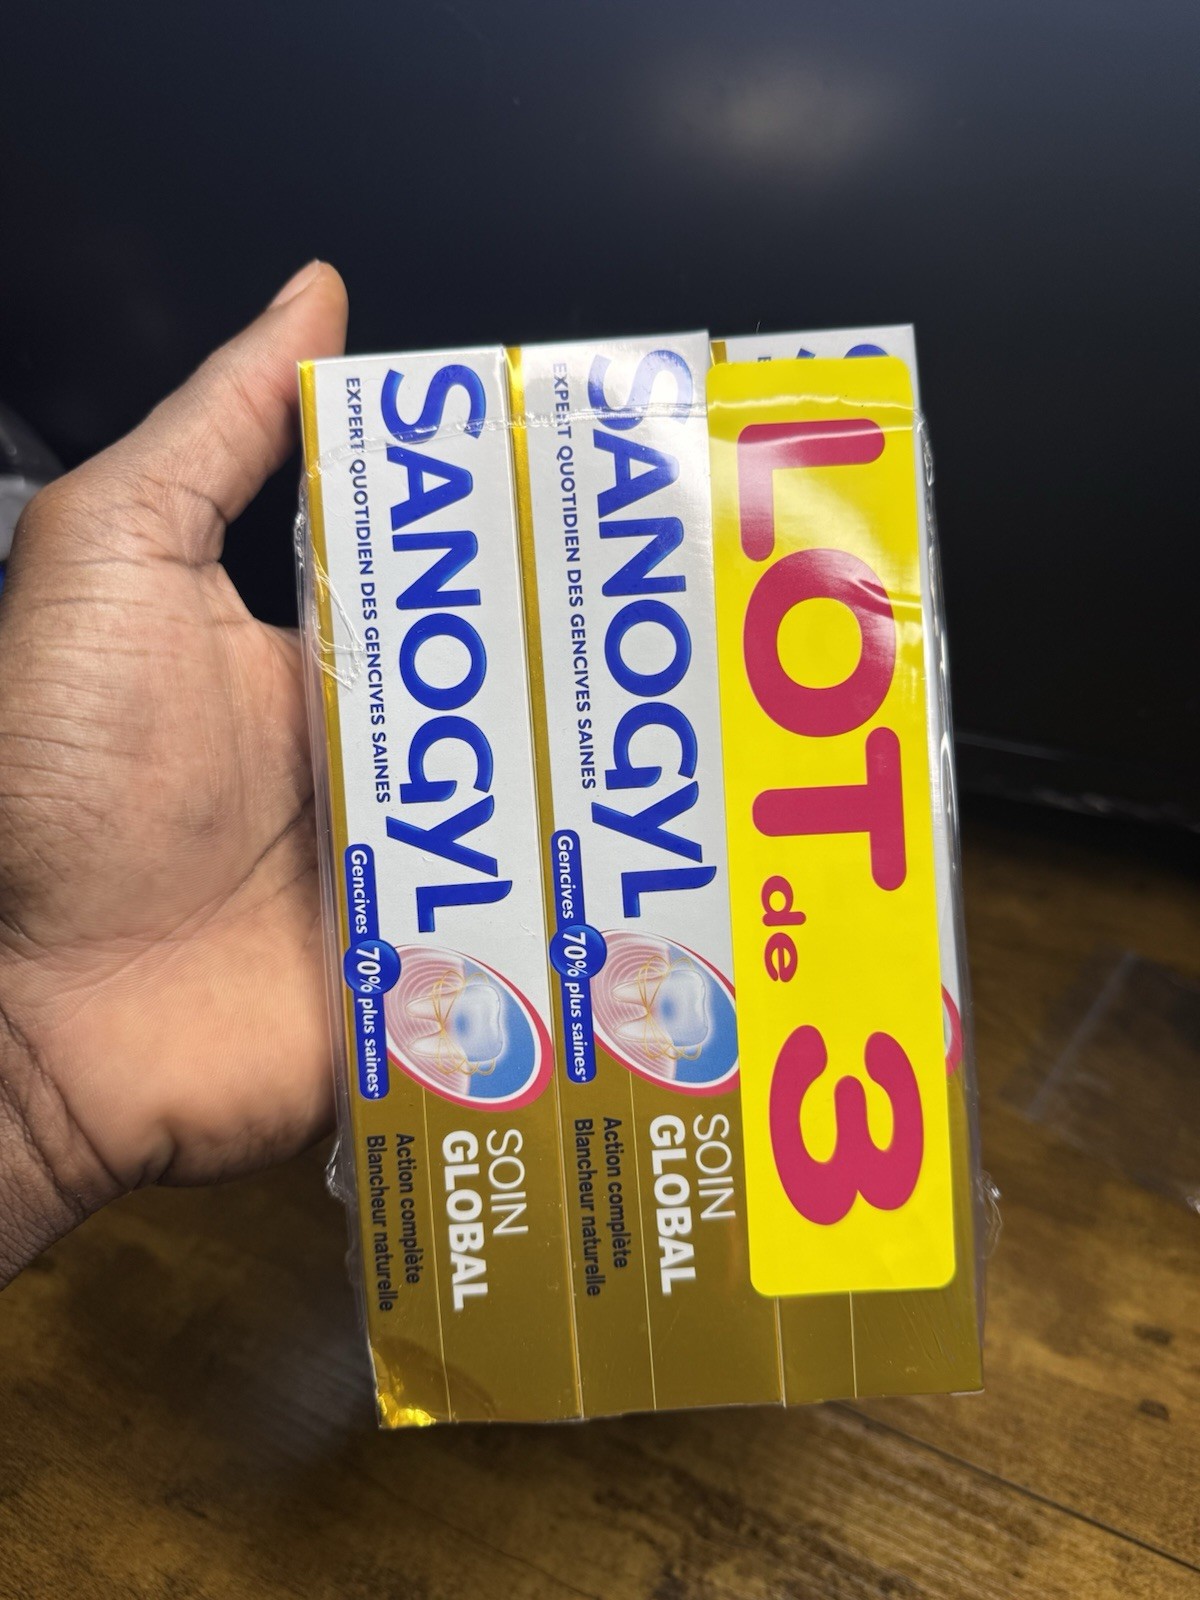 SANOGYL
EXPERT QUOTIDIEN DES GENCIVES SAINES
Gencives 70% plus saines*
SOIN
GLOBAL
Action complète
Blancheur naturelle
SANOGYL
EXPERT QUOTIDIEN DES GENCIVES SAINES
Gencives 70% plus saines*
SOIN
GLOBAL
Action complète
Blancheur naturelle
LOT de 3